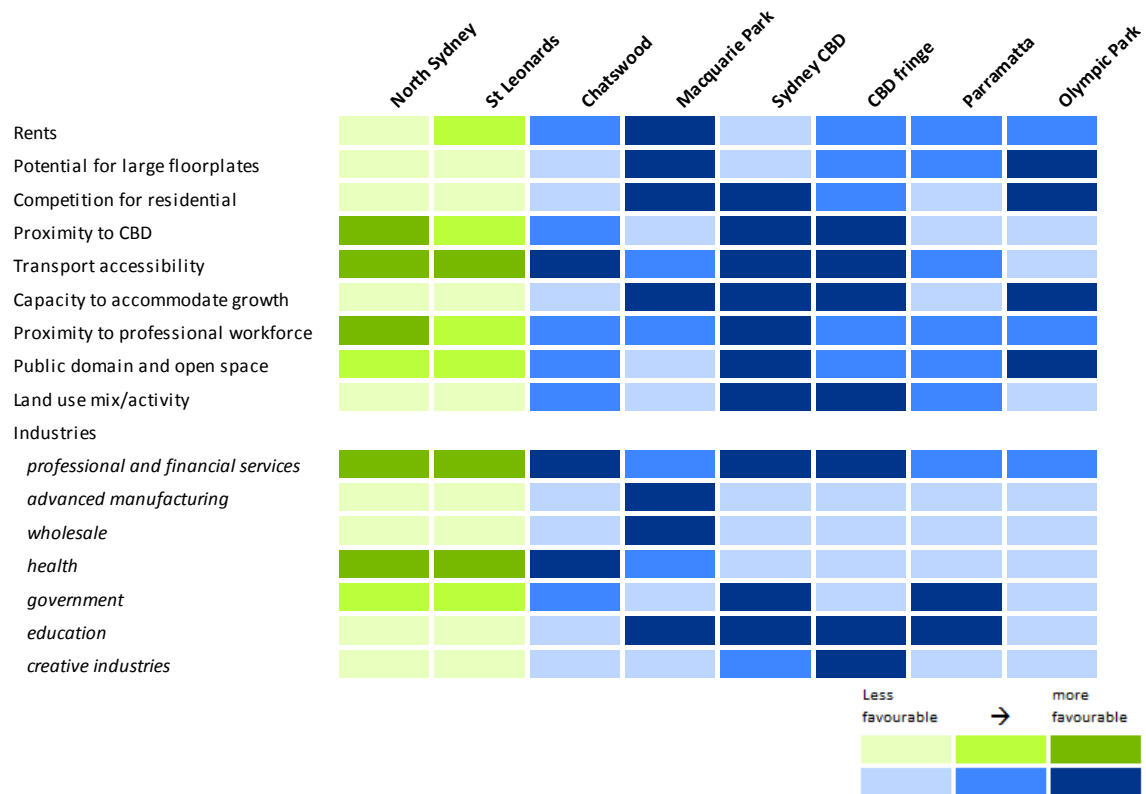 North Sydney
St Leonards
Chatswood
Macquarie Park
Sydney CBD
CBD fringe
Parramatta
Olympic Park
Rents
Potential for large floorplates
Competition for residential
Proximity to CBD
Transport accessibility
Capacity to accommodate growth
Proximity to professional workforce
Public domain and open space
Land use mix/activity
Industries
professional and financial services
advanced manufacturing
wholesale
health
government
education
creative industries
Less more
favourable → favourable